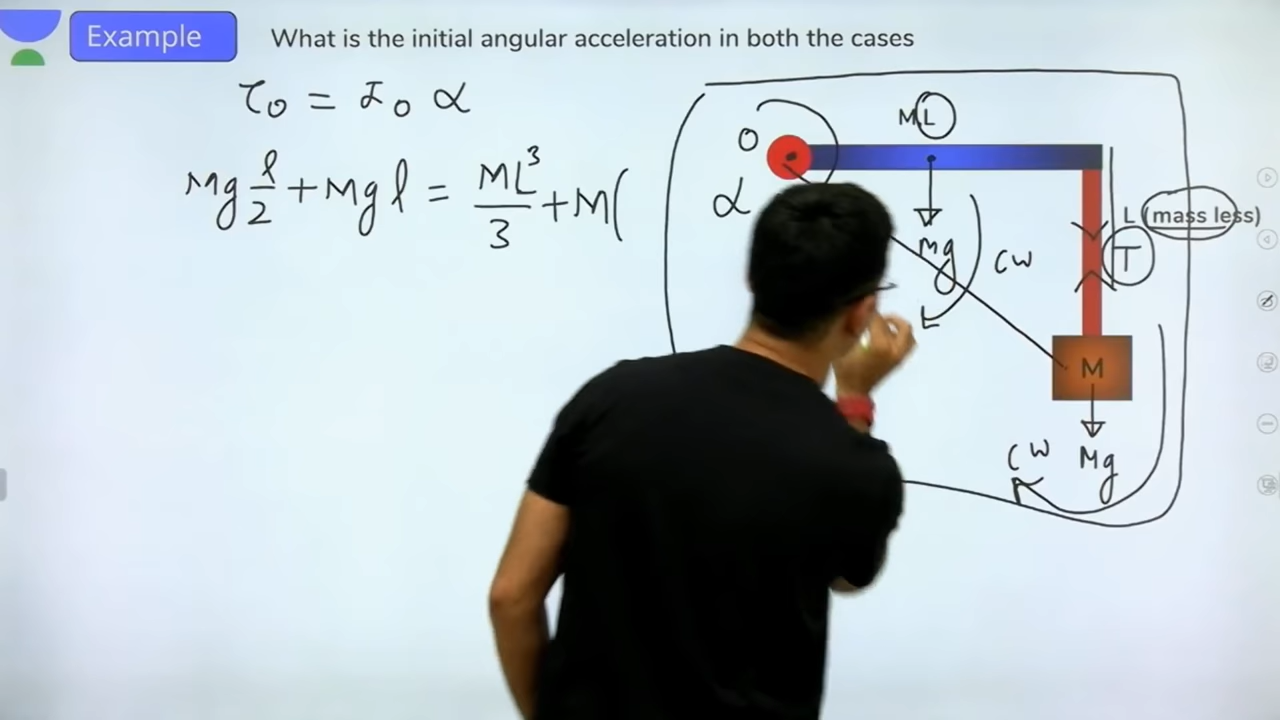 Example
What is the initial angular acceleration in both the cases
τ₀ = I₀ α
Mg l/2 + Mg l = ML³/3 + M(
ML
O
α
L (mass less)
T
Mg
CW
M
CW
Mg